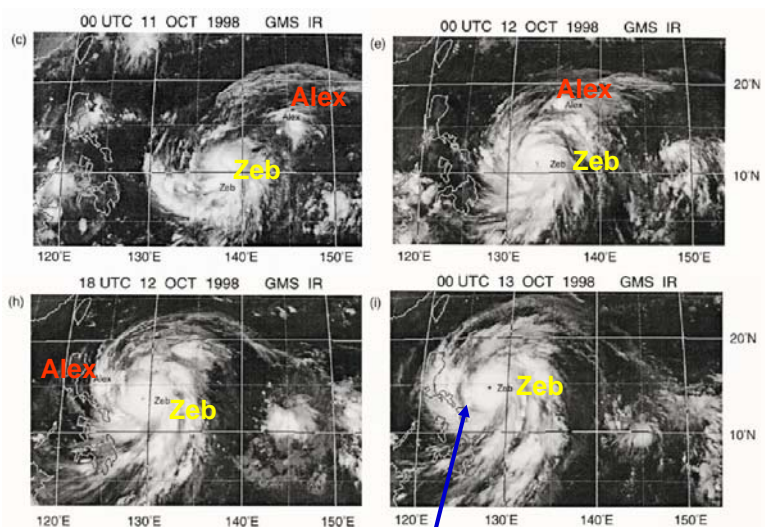 (c) 00 UTC 11 OCT 1998 GMS IR
Alex
Alex
Zeb
Zeb
120°E 130°E 140°E 150°E
(e) 00 UTC 12 OCT 1998 GMS IR
20°N
Alex
Alex
Zeb Zeb
10°N
120°E 130°E 140°E 150°E
(h) 18 UTC 12 OCT 1998 GMS IR
Alex
Alex
Zeb
Zeb
120°E 130°E 140°E 150°E
(i) 00 UTC 13 OCT 1998 GMS IR
20°N
Zeb Zeb
10°N
120°E 130°E 140°E 150°E